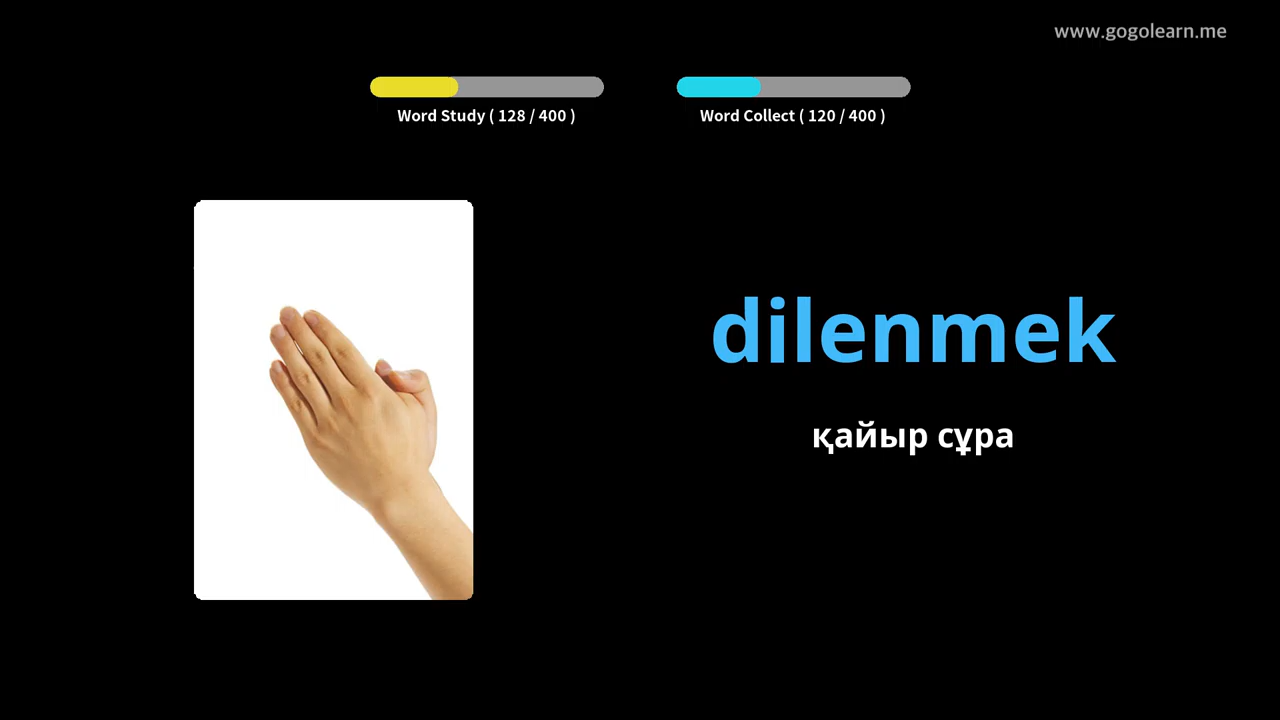 www.gogolearn.me
Word Study ( 128 / 400 )
Word Collect ( 120 / 400 )
dilenmek
қайыр сұра